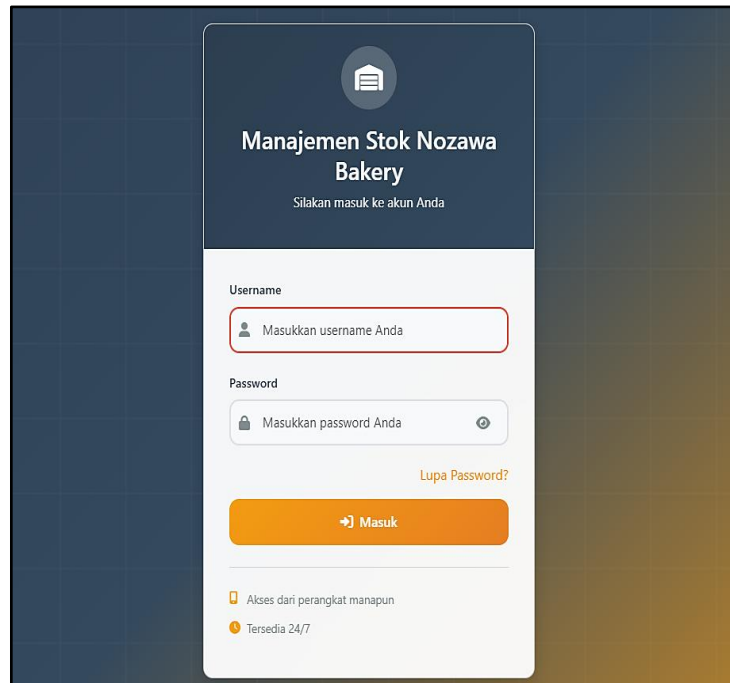 Manajemen Stok Nozawa
Bakery
Silakan masuk ke akun Anda
Username
Masukkan username Anda
Password
Masukkan password Anda
Lupa Password?
Masuk
Akses dari perangkat manapun
Tersedia 24/7